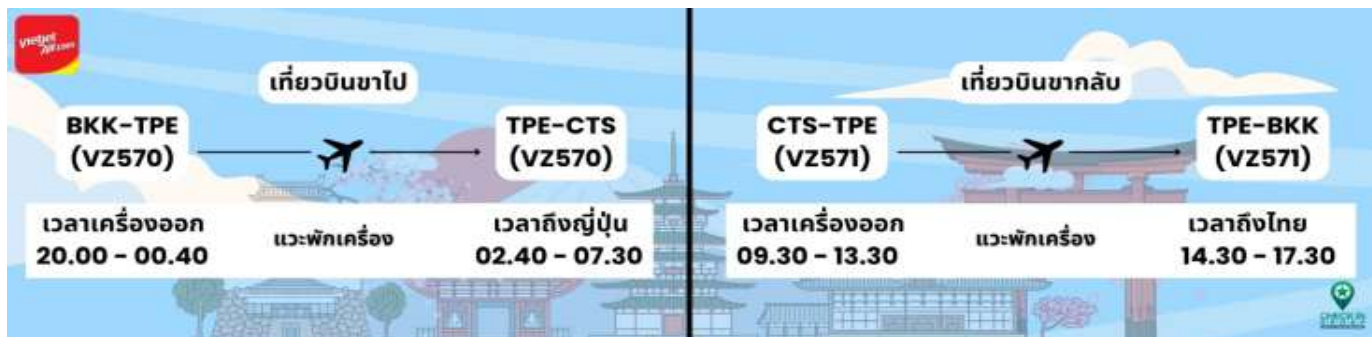 vietjet Air.com
เที่ยวบินขาไป
BKK-TPE
(VZ570)
TPE-CTS
(VZ570)
เวลาเครื่องออก
20.00 - 00.40
แวะพักเครื่อง
เวลาถึงญี่ปุ่น
02.40 - 07.30
เที่ยวบินขากลับ
CTS-TPE
(VZ571)
TPE-BKK
(VZ571)
เวลาเครื่องออก
09.30 - 13.30
แวะพักเครื่อง
เวลาถึงไทย
14.30 - 17.30
CHECK IN